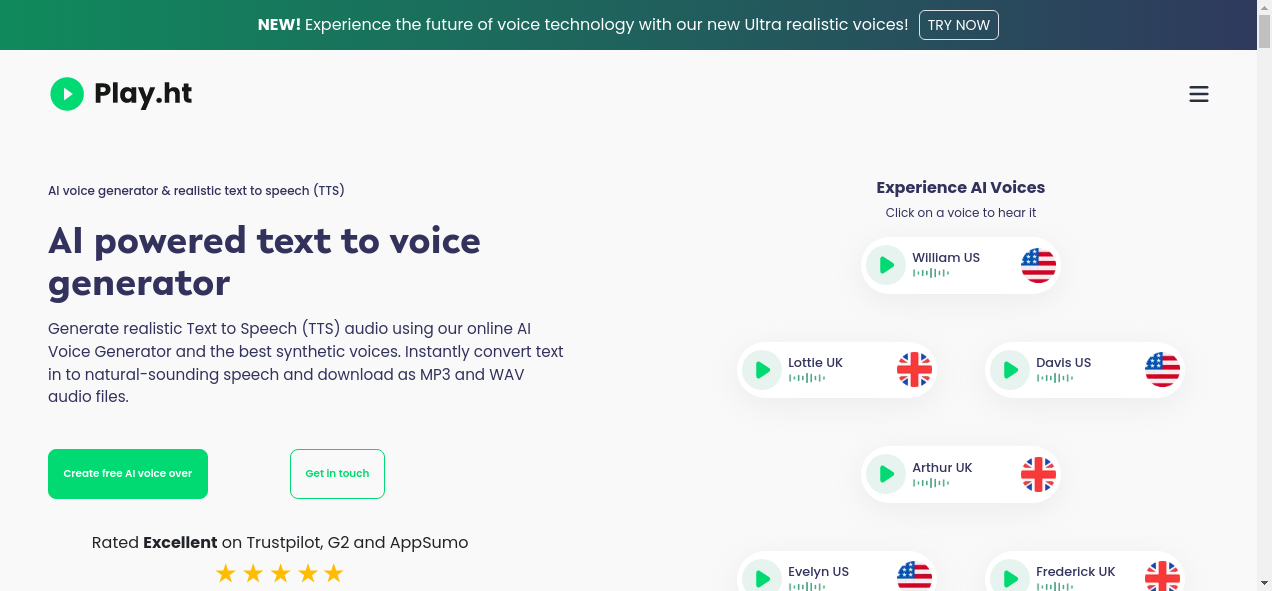 NEW! Experience the future of voice technology with our new Ultra realistic voices! TRY NOW
Play.ht
AI voice generator & realistic text to speech (TTS)
AI powered text to voice
generator
Generate realistic Text to Speech (TTS) audio using our online AI
Voice Generator and the best synthetic voices. Instantly convert text
in to natural-sounding speech and download as MP3 and WAV
audio files.
Create free AI voice over
Get in touch
Rated Excellent on Trustpilot, G2 and AppSumo
Experience AI Voices
Click on a voice to hear it
William US
Lottie UK
Davis US
Arthur UK
Evelyn US
Frederick UK